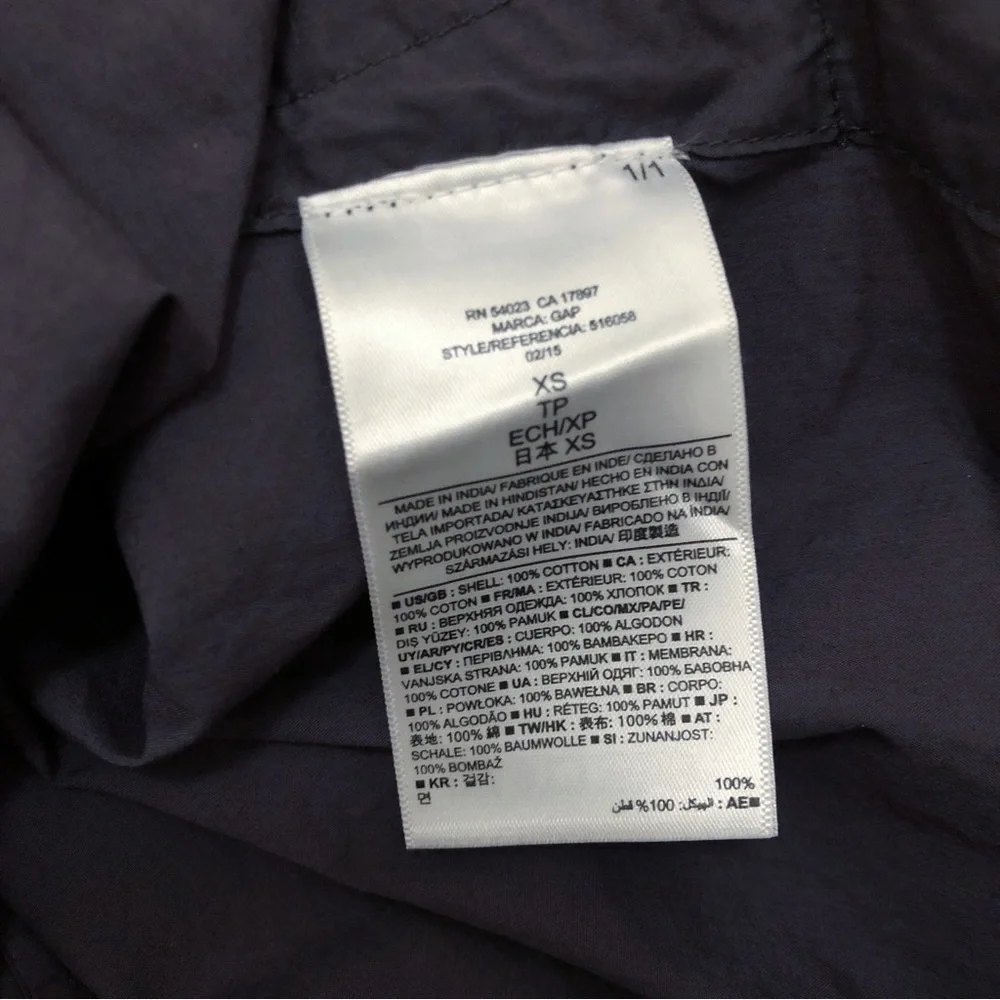 1/1
RN 54023 CA 17897
MARCA: GAP
STYLE/REFERENCIA: 516058
02/15
XS
TP
ECH/XP
日本 XS
MADE IN INDIA/ FABRIQUE EN INDE/ СДЕЛАНО В
ИНДИИ/ MADE IN HINDISTAN/ HECHO EN INDIA CON
TELA IMPORTADA/ ΚΑΤΑΣΚΕΥΑΣΤΗΚΕ ΣΤΗΝ ΙΝΔΙΑ/
ZEMLJA PROIZVODNJE INDIJA/ ВИРОБЛЕНО В ІНДІЇ/
WYPRODUKOWANO W INDIA/ FABRICADO NA ÍNDIA/
SZÁRMAZÁSI HELY: INDIA/ 印度製造
■ US/GB : SHELL: 100% COTTON ■ CA : EXTÉRIEUR:
100% COTON ■ FR/MA : EXTÉRIEUR: 100% COTON
■ RU : ВЕРХНЯЯ ОДЕЖДА: 100% ХЛОПОК ■ TR :
DIŞ YÜZEY: 100% PAMUK ■ CL/CO/MX/PA/PE/
UY/AR/PY/CR/ES : CUERPO: 100% ALGODON
■ EL/CY : ΠΕΡΙΒΛΗΜΑ: 100% ΒΑΜΒΑΚΕΡΟ ■ HR :
VANJSKA STRANA: 100% PAMUK ■ IT : MEMBRANA:
100% COTONE ■ UA : ВЕРХНІЙ ОДЯГ: 100% БАВОВНА
■ PL : POWŁOKA: 100% BAWEŁNA ■ BR : CORPO:
100% ALGODÃO ■ HU : RÉTEG: 100% PAMUT ■ JP :
表地: 100% 綿 ■ TW/HK : 表布: 100% 棉 ■ AT :
SCHALE: 100% BAUMWOLLE ■ SI : ZUNANJOST:
100% BOMBAŽ
■ KR : 겉감: 100%
면
■AE : الهيكل: 100% قطن